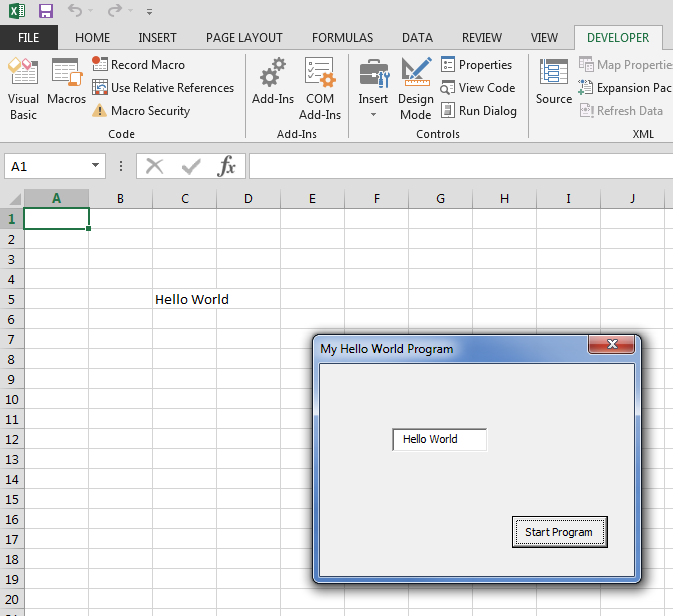 FILE HOME INSERT PAGE LAYOUT FORMULAS DATA REVIEW VIEW DEVELOPER
Visual Basic
Macros
Record Macro
Use Relative References
Macro Security
Code
Add-Ins
COM Add-Ins
Add-Ins
Insert
Design Mode
Properties
View Code
Run Dialog
Controls
Source
Map Propertie
Expansion Pac
Refresh Data
XML
A1
fx
A B C D E F G H I J
1
2
3
4
5 Hello World
6
7
8
9
10
11
12
13
14
15
16
17
18
19
20
My Hello World Program
Hello World
Start Program